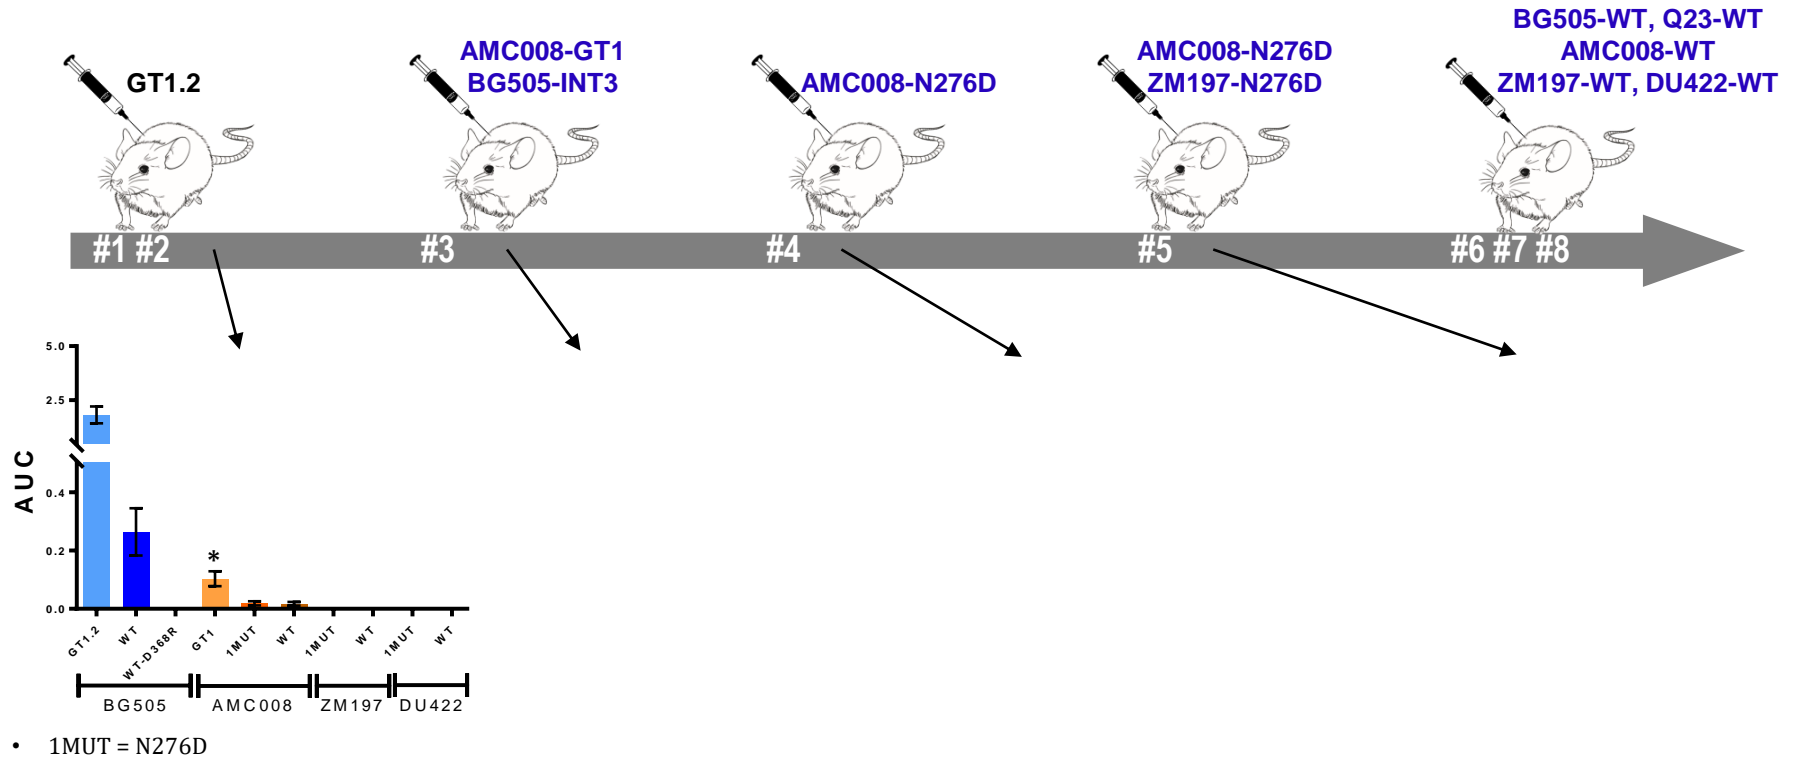 GT1.2
AMC008-GT1
BG505-INT3
AMC008-N276D
AMC008-N276D
ZM197-N276D
BG505-WT, Q23-WT
AMC008-WT
ZM197-WT, DU422-WT
#1 #2
#3
#4
#5
#6 #7 #8
AUC
5.0
2.5
0.4
0.2
0.0
*
GT1.2
WT
WT-D368R
GT1
1MUT
WT
1MUT
WT
1MUT
WT
BG505
AMC008
ZM197
DU422
• 1MUT = N276D